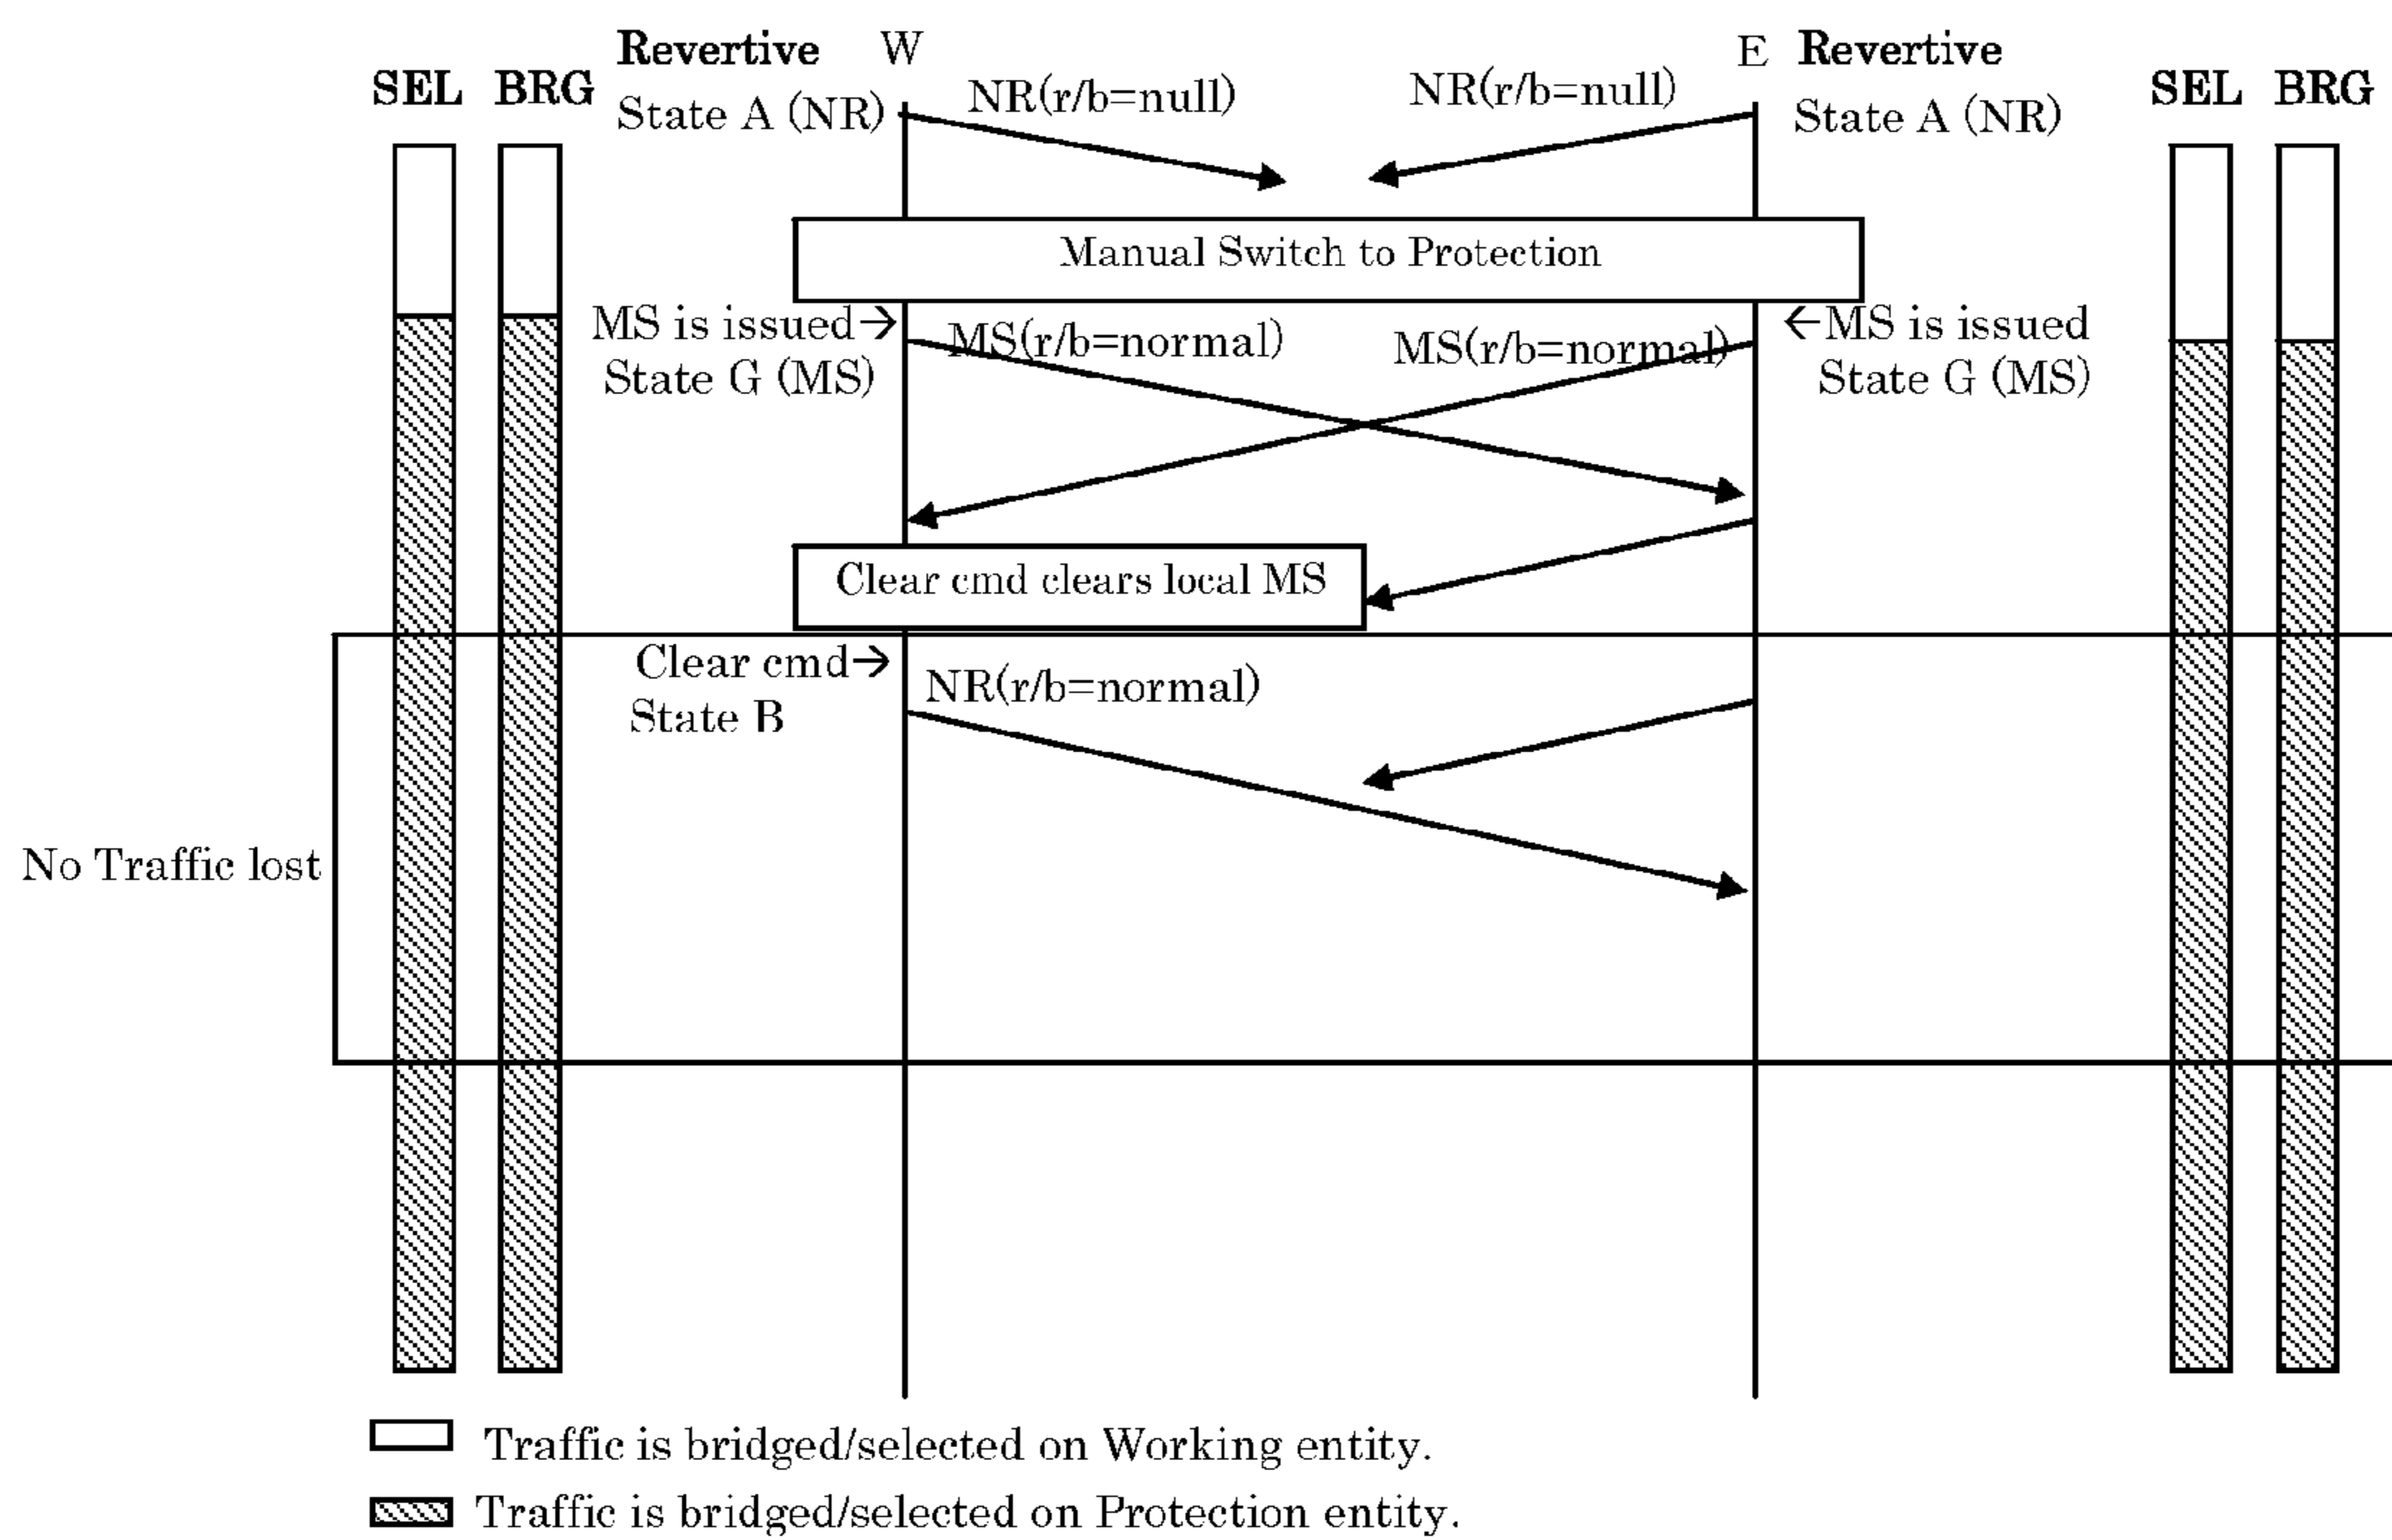 Revertive W
E Revertive
SEL BRG
State A (NR)
NR(r/b=null)
NR(r/b=null)
State A (NR)
SEL BRG
Manual Switch to Protection
MS is issued→
State G (MS)
MS(r/b=normal)
MS(r/b=normal)
←MS is issued
State G (MS)
Clear cmd clears local MS
Clear cmd→
State B
NR(r/b=normal)
No Traffic lost
Traffic is bridged/selected on Working entity.
Traffic is bridged/selected on Protection entity.